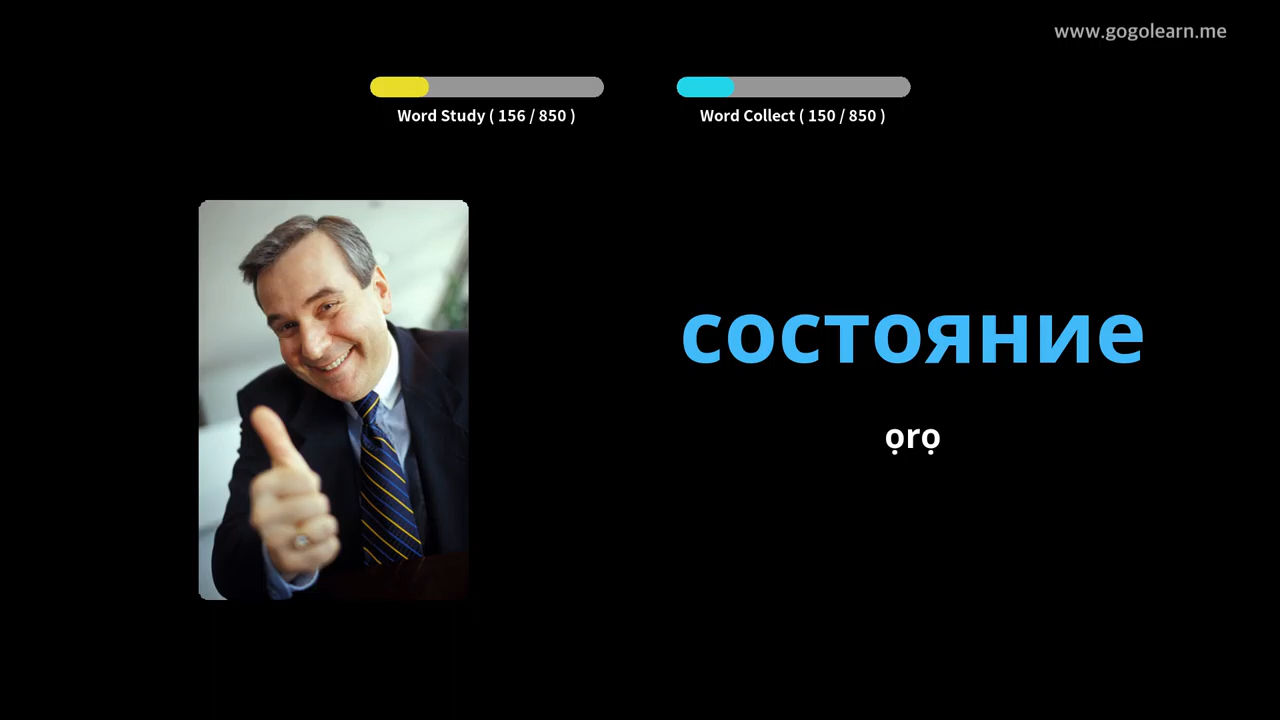 www.gogolearn.me
Word Study ( 156 / 850 )
Word Collect ( 150 / 850 )
состояние
ọrọ